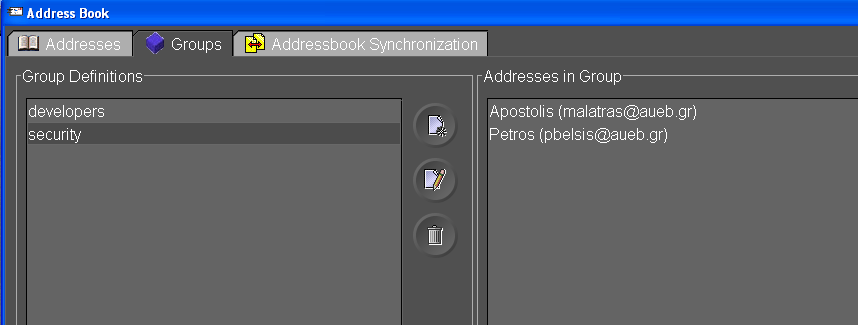 Address Book
Addresses Groups Addressbook Synchronization
Group Definitions
developers
security
Addresses in Group
Apostolis (malatras@aueb.gr)
Petros (pbelsis@aueb.gr)